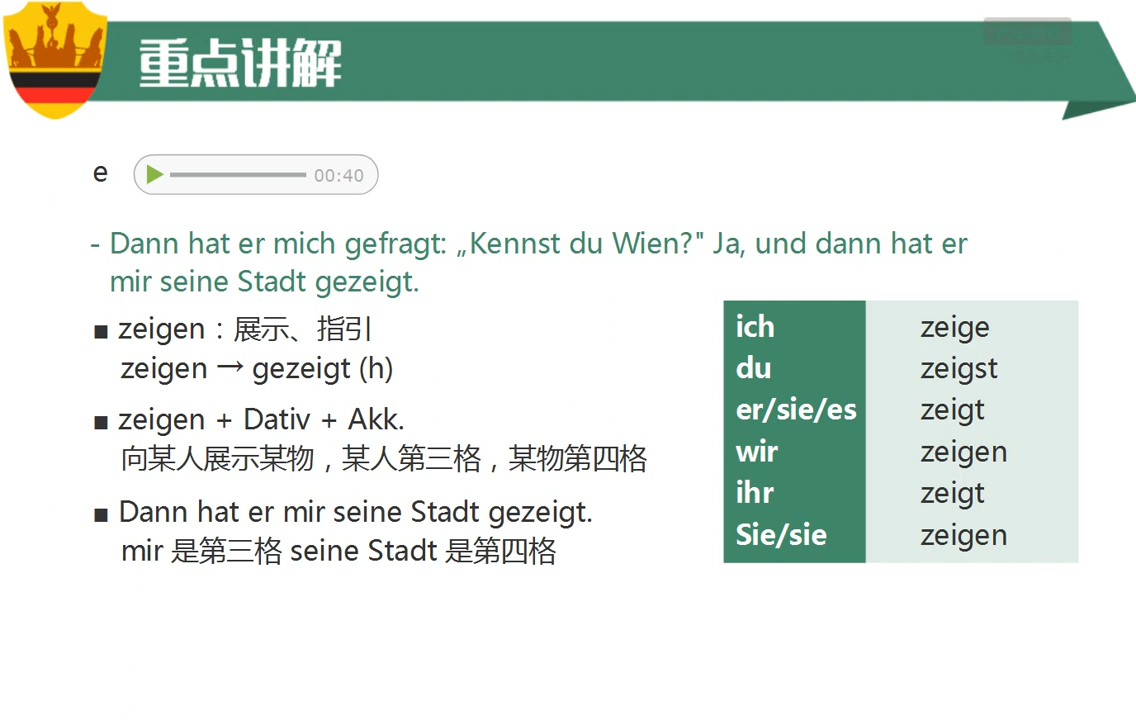 重点讲解
e
00:40
- Dann hat er mich gefragt: „Kennst du Wien?" Ja, und dann hat er
mir seine Stadt gezeigt.
■ zeigen：展示、指引
zeigen → gezeigt (h)
■ zeigen + Dativ + Akk.
向某人展示某物，某人第三格，某物第四格
■ Dann hat er mir seine Stadt gezeigt.
mir 是第三格 seine Stadt 是第四格
ich zeige
du zeigst
er/sie/es zeigt
wir zeigen
ihr zeigt
Sie/sie zeigen